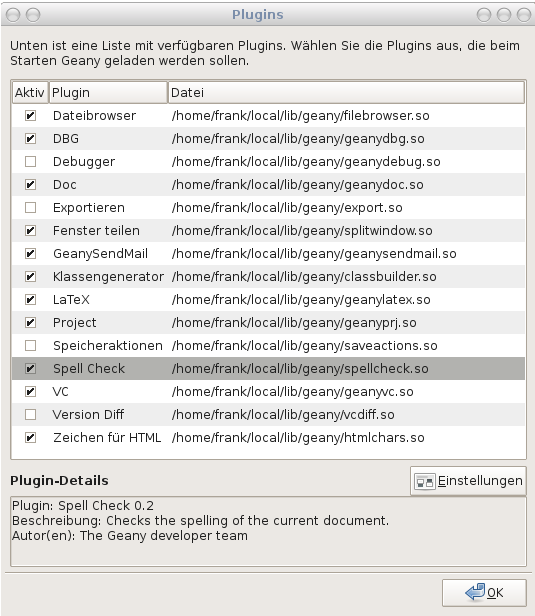 Plugins
Unten ist eine Liste mit verfügbaren Plugins. Wählen Sie die Plugins aus, die beim
Starten Geany geladen werden sollen.
Aktiv Plugin Datei
Dateibrowser /home/frank/local/lib/geany/filebrowser.so
DBG /home/frank/local/lib/geany/geanydbg.so
Debugger /home/frank/local/lib/geany/geanydebug.so
Doc /home/frank/local/lib/geany/geanydoc.so
Exportieren /home/frank/local/lib/geany/export.so
Fenster teilen /home/frank/local/lib/geany/splitwindow.so
GeanySendMail /home/frank/local/lib/geany/geanysendmail.so
Klassengenerator /home/frank/local/lib/geany/classbuilder.so
LaTeX /home/frank/local/lib/geany/geanylatex.so
Project /home/frank/local/lib/geany/geanyprj.so
Speicheraktionen /home/frank/local/lib/geany/saveactions.so
Spell Check /home/frank/local/lib/geany/spellcheck.so
VC /home/frank/local/lib/geany/geanyvc.so
Version Diff /home/frank/local/lib/geany/vcdiff.so
Zeichen für HTML /home/frank/local/lib/geany/htmlchars.so
Plugin-Details Einstellungen
Plugin: Spell Check 0.2
Beschreibung: Checks the spelling of the current document.
Autor(en): The Geany developer team
OK